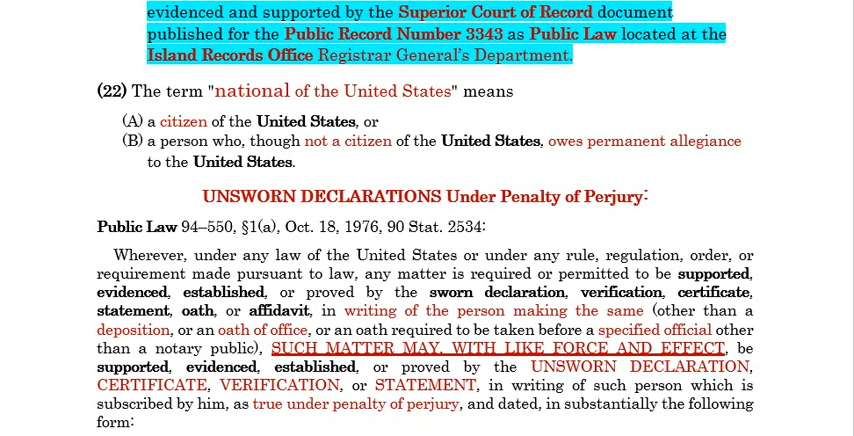 evidenced and supported by the Superior Court of Record document
published for the Public Record Number 3343 as Public Law located at the
Island Records Office Registrar General's Department.
(22) The term "national of the United States" means
(A) a citizen of the United States, or
(B) a person who, though not a citizen of the United States, owes permanent allegiance
to the United States.
UNSWORN DECLARATIONS Under Penalty of Perjury:
Public Law 94–550, §1(a), Oct. 18, 1976, 90 Stat. 2534:
Wherever, under any law of the United States or under any rule, regulation, order, or
requirement made pursuant to law, any matter is required or permitted to be supported,
evidenced, established, or proved by the sworn declaration, verification, certificate,
statement, oath, or affidavit, in writing of the person making the same (other than a
deposition, or an oath of office, or an oath required to be taken before a specified official other
than a notary public), SUCH MATTER MAY, WITH LIKE FORCE AND EFFECT, be
supported, evidenced, established, or proved by the UNSWORN DECLARATION,
CERTIFICATE, VERIFICATION, or STATEMENT, in writing of such person which is
subscribed by him, as true under penalty of perjury, and dated, in substantially the following
form: